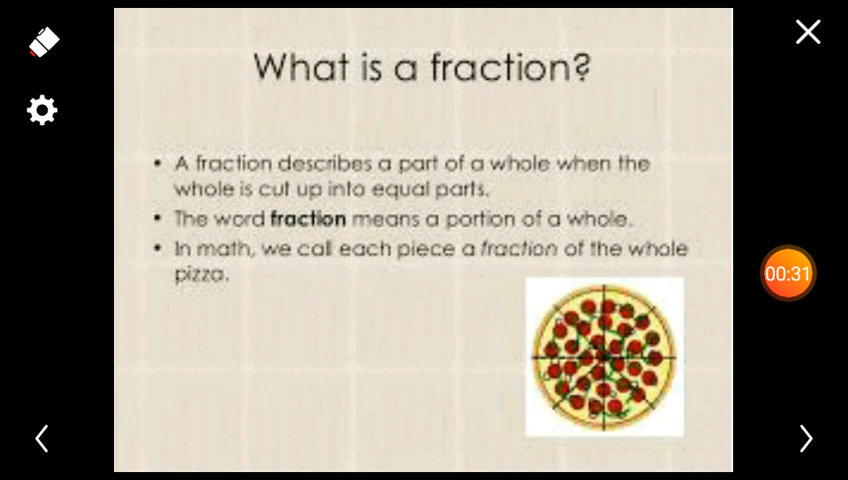 What is a fraction?
• A fraction describes a part of a whole when the
whole is cut up into equal parts.
• The word fraction means a portion of a whole.
• In math, we call each piece a fraction of the whole
pizza.
00:31